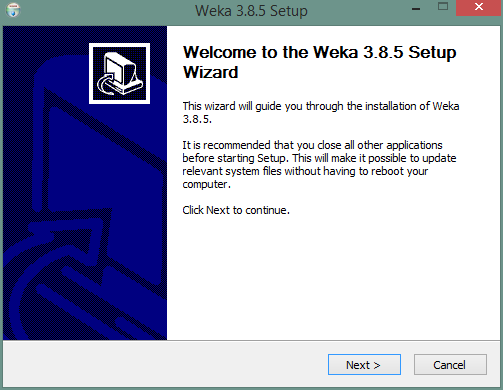 Weka 3.8.5 Setup
Welcome to the Weka 3.8.5 Setup
Wizard
This wizard will guide you through the installation of Weka
3.8.5.
It is recommended that you close all other applications
before starting Setup. This will make it possible to update
relevant system files without having to reboot your
computer.
Click Next to continue.
Next >
Cancel